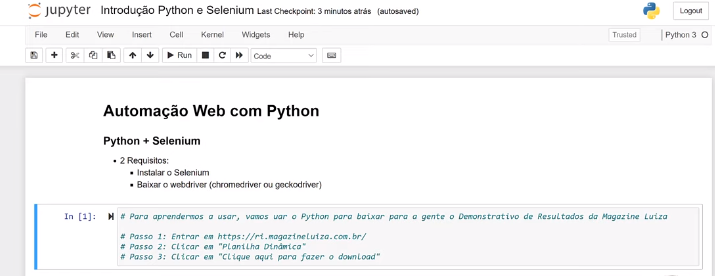 jupyter Introdução Python e Selenium Last Checkpoint: 3 minutos atrás (autosaved) Logout
File Edit View Insert Cell Kernel Widgets Help Trusted Python 3
Run Code
Automação Web com Python
Python + Selenium
2 Requisitos:
Instalar o Selenium
Baixar o webdriver (chromedriver ou geckodriver)
In [1]: # Para aprendermos a usar, vamos uar o Python para baixar para a gente o Demonstrativo de Resultados da Magazine Luiza
# Passo 1: Entrar em https://ri.magazineluiza.com.br/
# Passo 2: Clicar em "Planilha Dinâmica"
# Passo 3: Clicar em "Clique aqui para fazer o download"